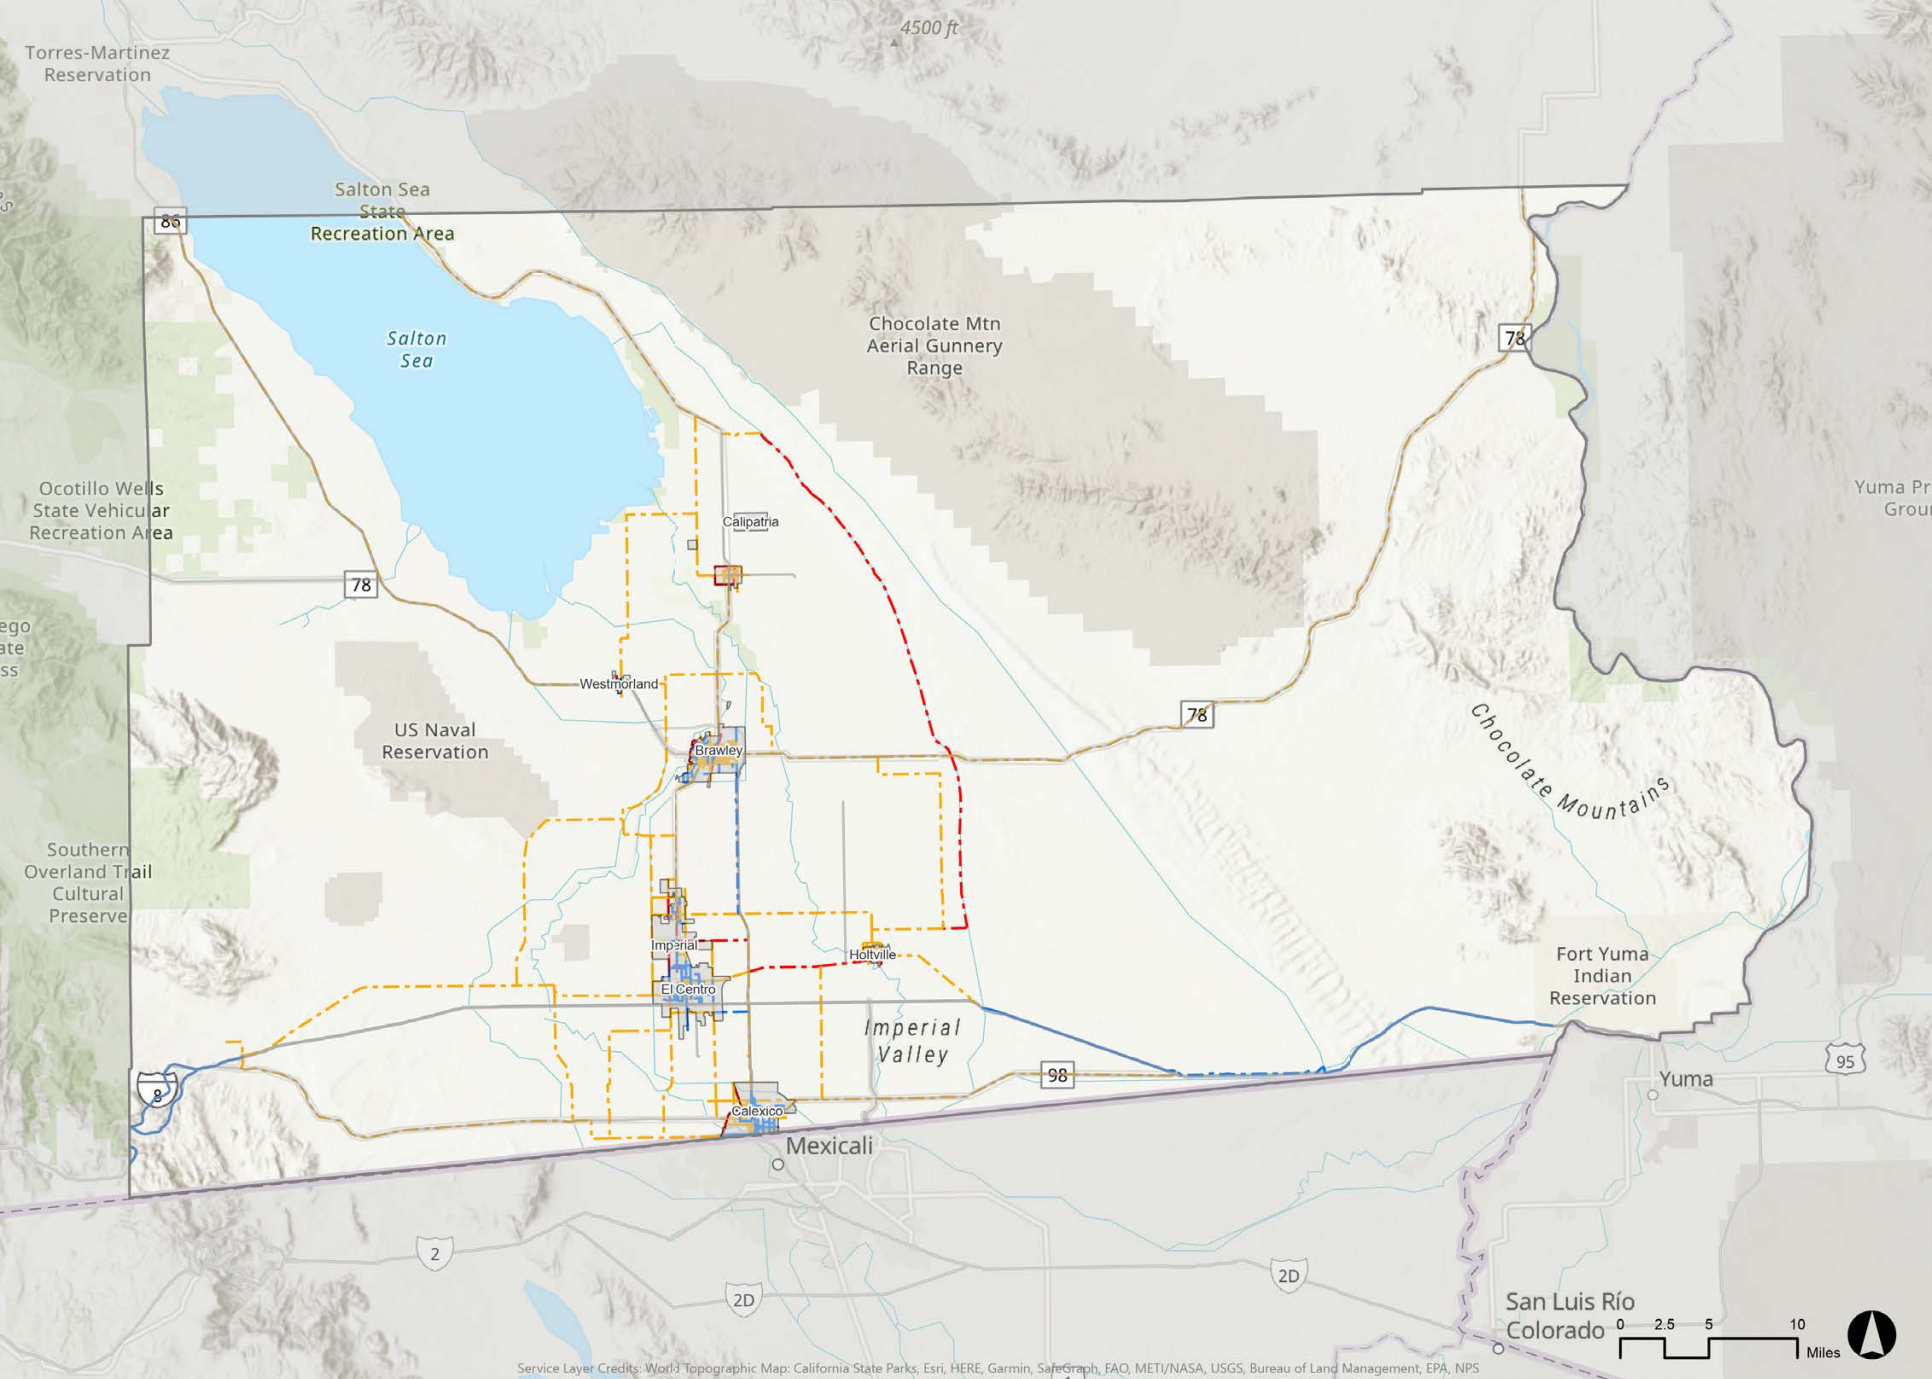 4500 ft
Torres-Martinez
Reservation
Salton Sea
State
Recreation Area
86
Salton
Sea
Chocolate Mtn
Aerial Gunnery
Range
78
Ocotillo Wells
State Vehicular
Recreation Area
Yuma Pr
Grour
Calipatria
78
ego
ate
ss
Westmorland
78
US Naval
Reservation
Brawley
Chocolate Mountains
Southern
Overland Trail
Cultural
Preserve
Imperial
Holtville
El Centro
Fort Yuma
Indian
Reservation
Imperial
Valley
98
8
95
Yuma
Calexico
Mexicali
2
2D
2D
San Luis Río
Colorado
0 2.5 5 10
Miles
Service Layer Credits: World Topographic Map: California State Parks, Esri, HERE, Garmin, SafeGraph, FAO, METI/NASA, USGS, Bureau of Land Management, EPA, NPS